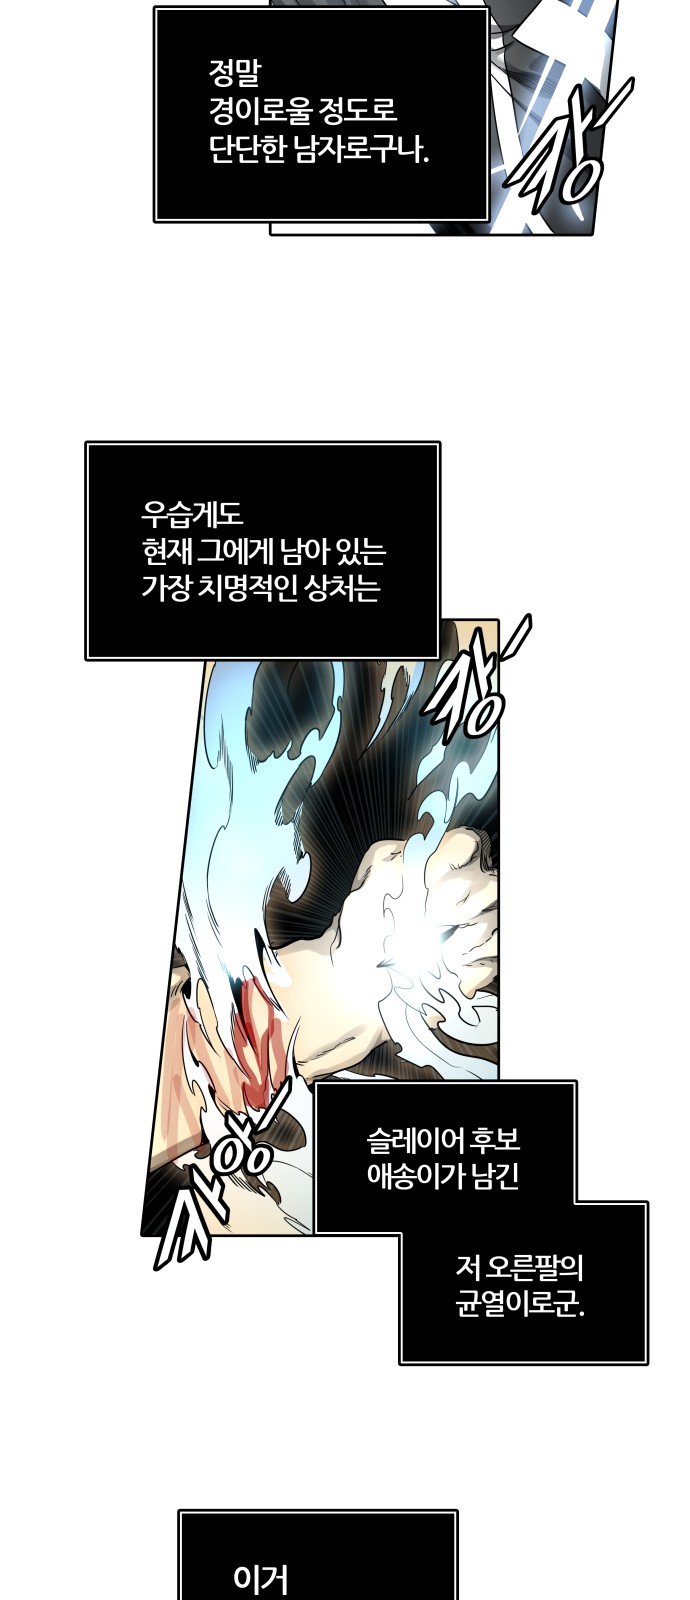 정말
경이로울 정도로
단단한 남자로구나.
쾅
우습게도
현재 그에게 남아 있는
가장 치명적인 상처는
쾅
콰앙
슬레이어 후보
애송이가 남긴
저 오른팔의
균열이로군.
이거